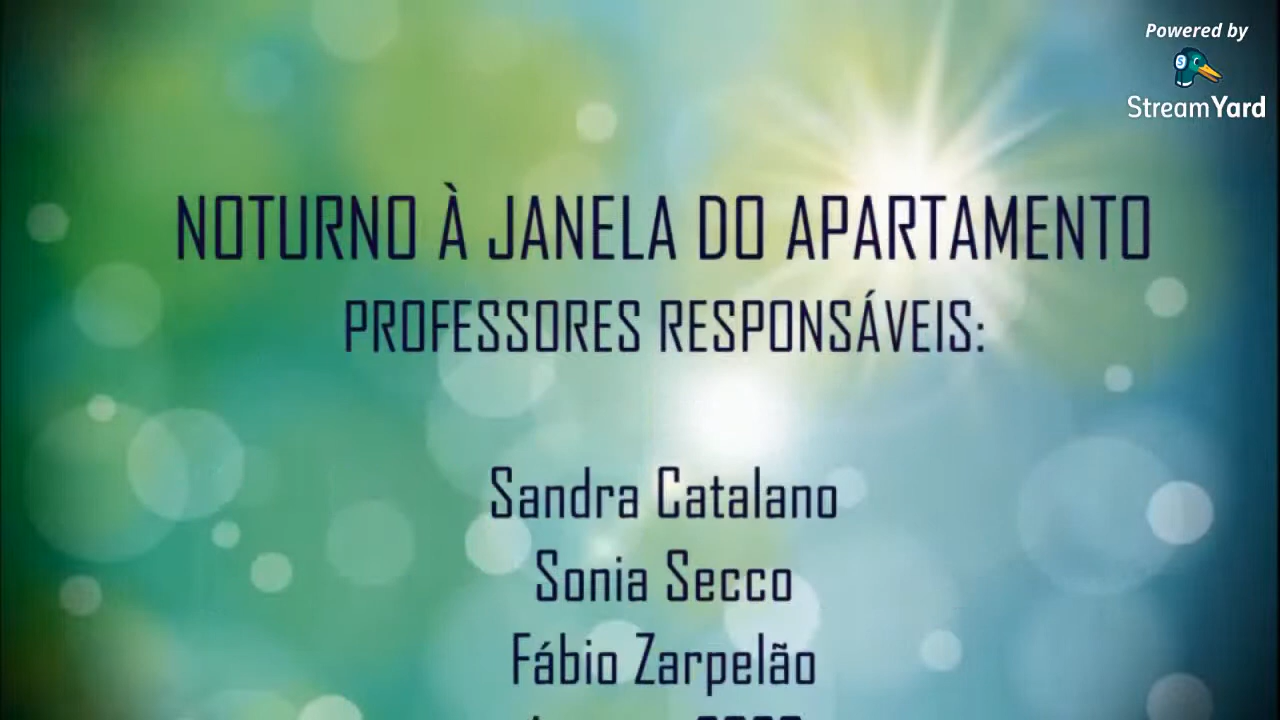 Powered by
StreamYard
NOTURNO À JANELA DO APARTAMENTO
PROFESSORES RESPONSÁVEIS:
Sandra Catalano
Sonia Secco
Fábio Zarpelão